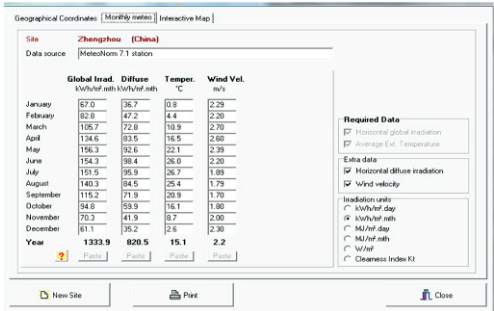 Geographical Coordinates Monthly meteo Interactive Map
Site Zhengzhou (China)
Data source MeteoNorm 7.1 station
Global Irrad. Diffuse Temper. Wind Vel.
kWh/m².mth kWh/m².mth °C m/s
January 67.0 36.7 0.8 2.29
February 82.8 47.2 4.4 2.20
March 105.7 72.8 10.9 2.70
April 134.6 83.5 16.5 2.60
May 156.3 92.6 22.1 2.39
June 154.3 98.4 26.0 2.20
July 151.5 95.9 26.7 1.89
August 140.3 84.5 25.4 1.79
September 115.2 71.9 20.9 1.70
October 94.8 59.9 16.1 1.80
November 70.3 41.9 8.7 2.00
December 61.1 35.2 2.6 2.30
Year 1333.9 820.5 15.1 2.2
? Paste Paste Paste Paste
Required Data
Horizontal global irradiation
Average Ext. Temperature
Extra data
Horizontal diffuse irradiation
Wind velocity
Irradiation units
kWh/m².day
kWh/m².mth
MJ/m².day
MJ/m².mth
W/m²
Clearness Index Kt
New Site Print Close